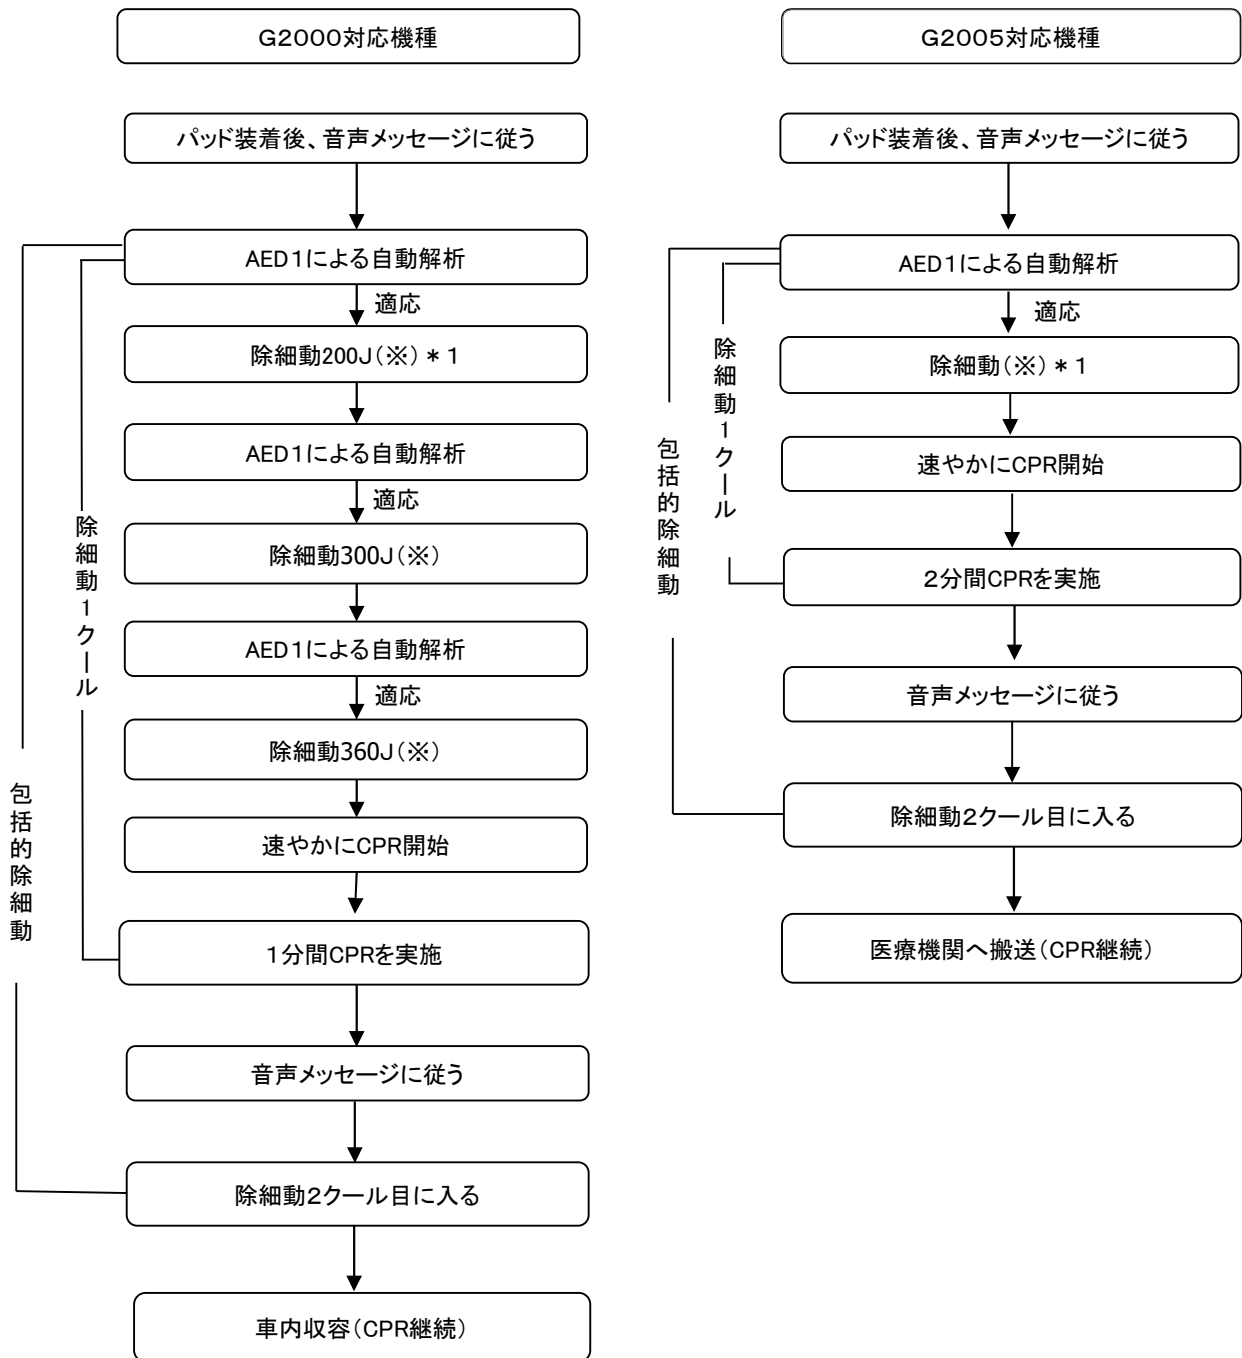 G2000対応機種
パッド装着後、音声メッセージに従う
AED1による自動解析
適応
除細動200J(※)*1
AED1による自動解析
適応
除細動300J(※)
AED1による自動解析
適応
除細動360J(※)
速やかにCPR開始
1分間CPRを実施
音声メッセージに従う
除細動2クール目に入る
車内収容(CPR継続)
除細動1クール
包括的除細動
G2005対応機種
パッド装着後、音声メッセージに従う
AED1による自動解析
適応
除細動(※)*1
速やかにCPR開始
2分間CPRを実施
音声メッセージに従う
除細動2クール目に入る
医療機関へ搬送(CPR継続)
除細動1クール
包括的除細動